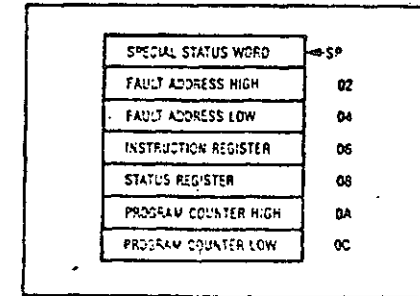 SPECIAL STATUS WORD SP
FAULT ADDRESS HIGH 02
FAULT ADDRESS LOW 04
INSTRUCTION REGISTER 06
STATUS REGISTER 08
PROGRAM COUNTER HIGH 0A
PROGRAM COUNTER LOW 0C